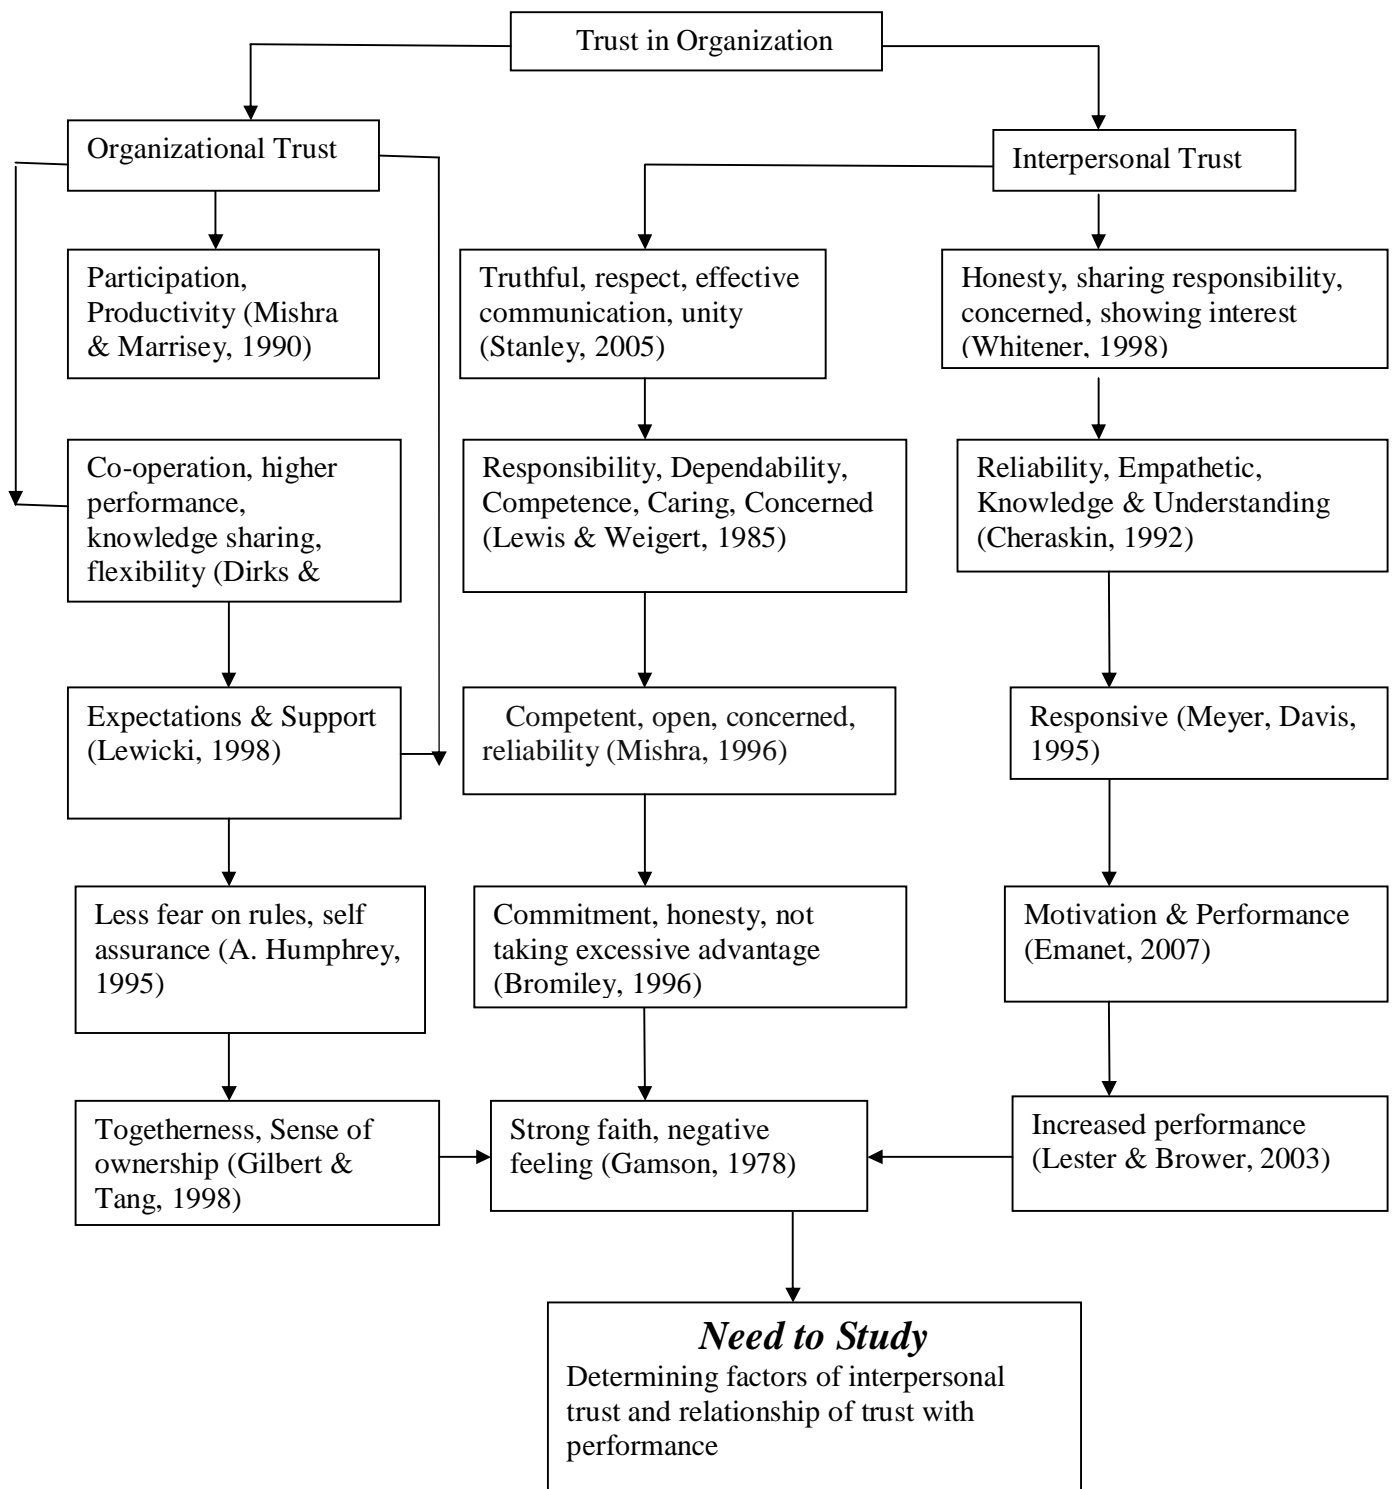 Trust in Organization
Organizational Trust
Interpersonal Trust
Participation,
Productivity (Mishra
& Marrisey, 1990)
Truthful, respect, effective
communication, unity
(Stanley, 2005)
Honesty, sharing responsibility,
concerned, showing interest
(Whitener, 1998)
Co-operation, higher
performance,
knowledge sharing,
flexibility (Dirks &
Responsibility, Dependability,
Competence, Caring, Concerned
(Lewis & Weigert, 1985)
Reliability, Empathetic,
Knowledge & Understanding
(Cheraskin, 1992)
Expectations & Support
(Lewicki, 1998)
Competent, open, concerned,
reliability (Mishra, 1996)
Responsive (Meyer, Davis,
1995)
Less fear on rules, self
assurance (A. Humphrey,
1995)
Commitment, honesty, not
taking excessive advantage
(Bromiley, 1996)
Motivation & Performance
(Emanet, 2007)
Togetherness, Sense of
ownership (Gilbert &
Tang, 1998)
Strong faith, negative
feeling (Gamson, 1978)
Increased performance
(Lester & Brower, 2003)
Need to Study
Determining factors of interpersonal
trust and relationship of trust with
performance